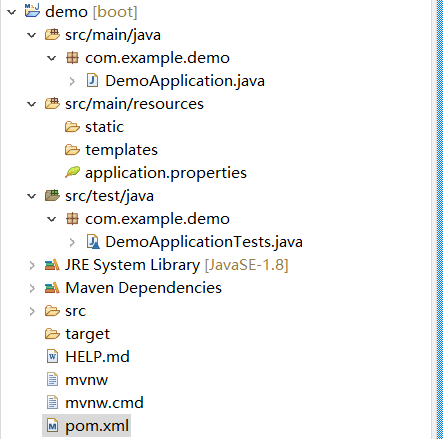 demo [boot]
src/main/java
com.example.demo
DemoApplication.java
src/main/resources
static
templates
application.properties
src/test/java
com.example.demo
DemoApplicationTests.java
JRE System Library [JavaSE-1.8]
Maven Dependencies
src
target
HELP.md
mvnw
mvnw.cmd
pom.xml